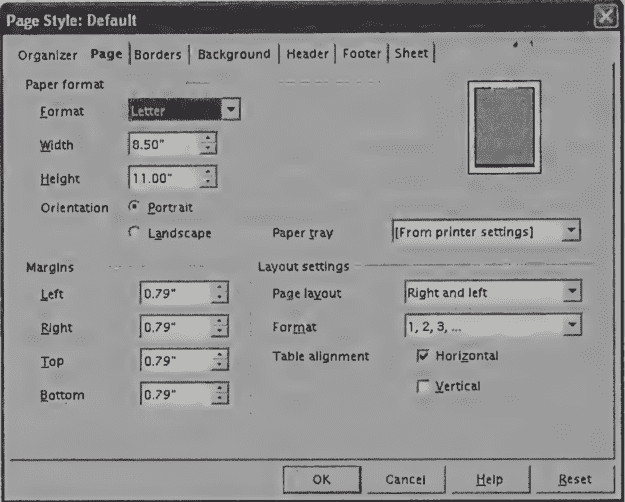 Page Style: Default
Organizer Page Borders Background Header Footer Sheet
Paper format
Format Letter
Width 8.50"
Height 11.00"
Orientation Portrait
Landscape Paper tray [From printer settings]
Margins Layout settings
Left 0.79" Page layout Right and left
Right 0.79" Format 1, 2, 3, ...
Top 0.79" Table alignment Horizontal
Bottom 0.79" Vertical
OK Cancel Help Reset